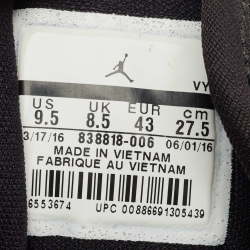 VY
US UK EUR cm
9.5 8.5 43 27.5
3/17/16 838818-006 06/01/16
MADE IN VIETNAM
FABRIQUE AU VIETNAM
6553674
UPC 00886691305439